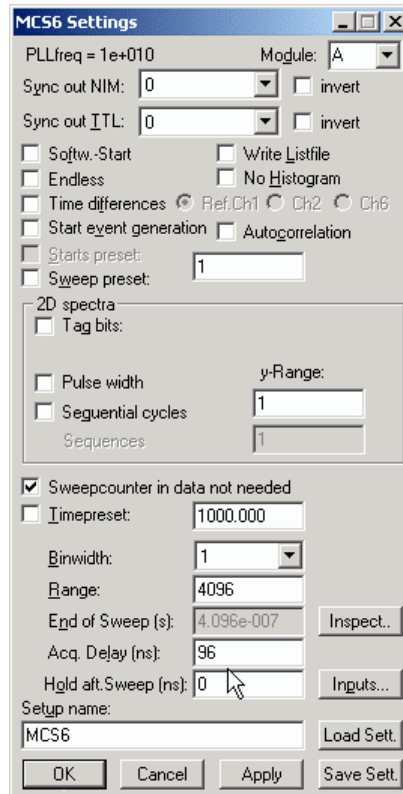 MCS6 Settings
PLLfreq = 1e+010 Module: A
Sync out NIM: 0 invert
Sync out TTL: 0 invert
Softw.-Start Write Listfile
Endless No Histogram
Time differences Ref.Ch1 Ch2 Ch6
Start event generation Autocorrelation
Starts preset:
1
Sweep preset:
2D spectra
Tag bits:
y-Range:
Pulse width
1
Seguential cycles
Sequences 1
Sweepcounter in data not needed
Timepreset: 1000.000
Binwidth: 1
Range: 4096
End of Sweep (s): 4.096e-007 Inspect..
Acq. Delay (ns): 96
Hold aft.Sweep (ns): 0 Inputs...
Setup name:
MCS6 Load Sett.
OK Cancel Apply Save Sett.